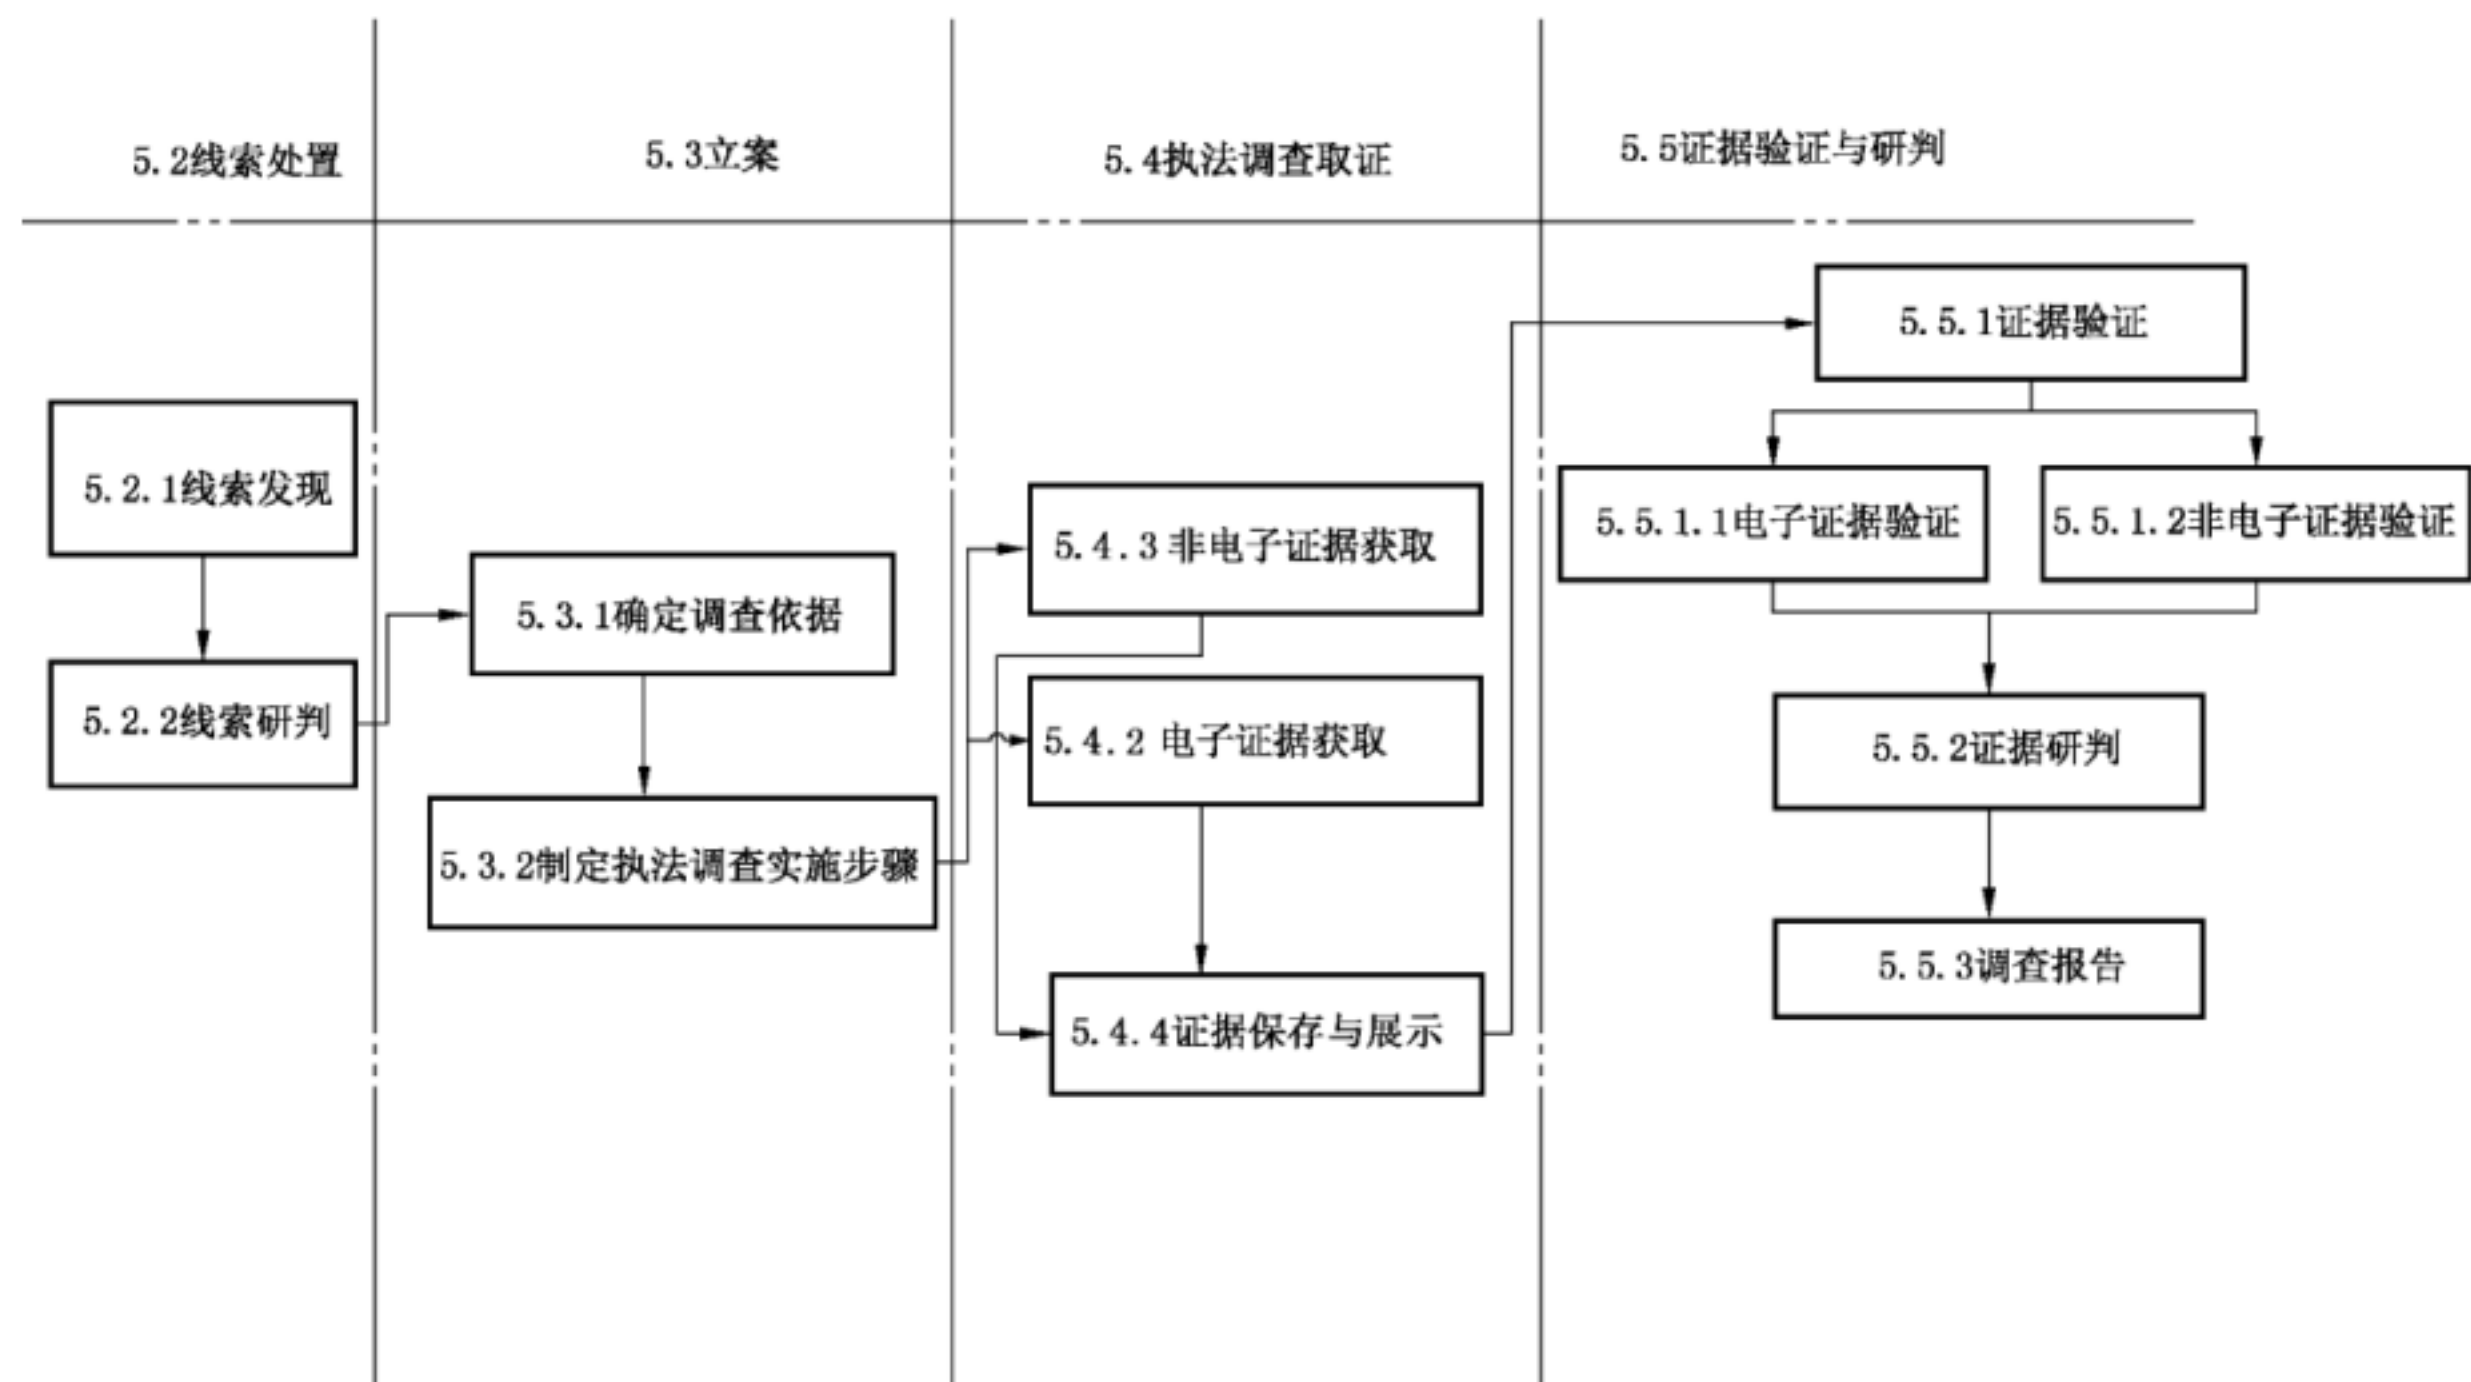 5.2线索处置
5.3立案
5.4执法调查取证
5.5证据验证与研判
5.2.1线索发现
5.2.2线索研判
5.3.1确定调查依据
5.3.2制定执法调查实施步骤
5.4.3 非电子证据获取
5.4.2 电子证据获取
5.4.4证据保存与展示
5.5.1证据验证
5.5.1.1电子证据验证
5.5.1.2非电子证据验证
5.5.2证据研判
5.5.3调查报告